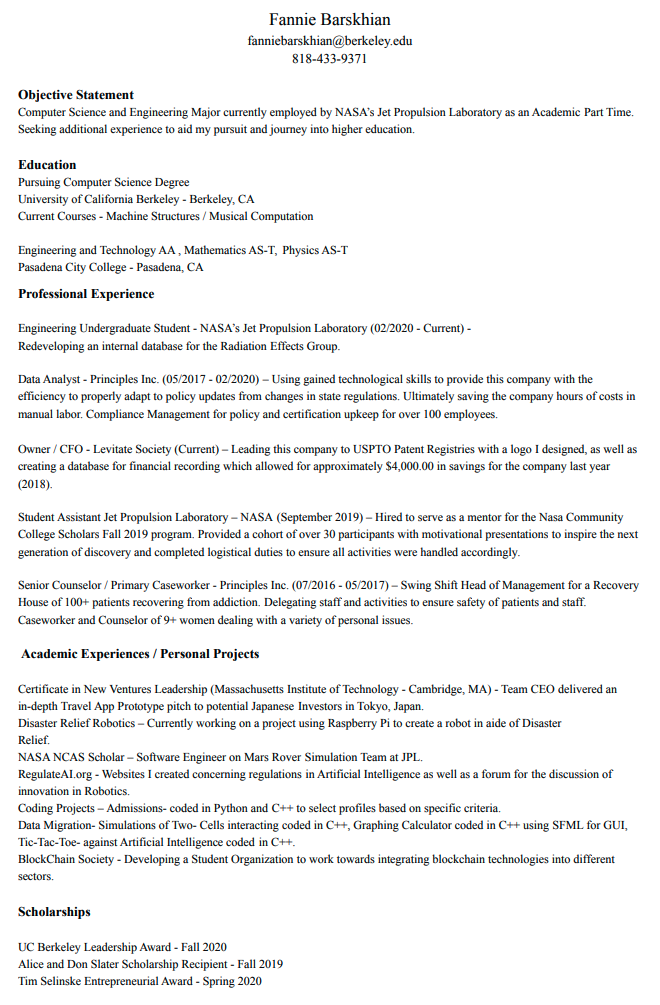 Fannie Barskhian
fanniebarskhian@berkeley.edu
818-433-9371
Objective Statement
Computer Science and Engineering Major currently employed by NASA's Jet Propulsion Laboratory as an Academic Part Time.
Seeking additional experience to aid my pursuit and journey into higher education.
Education
Pursuing Computer Science Degree
University of California Berkeley - Berkeley, CA
Current Courses - Machine Structures / Musical Computation
Engineering and Technology AA , Mathematics AS-T, Physics AS-T
Pasadena City College - Pasadena, CA
Professional Experience
Engineering Undergraduate Student - NASA's Jet Propulsion Laboratory (02/2020 - Current) -
Redeveloping an internal database for the Radiation Effects Group.
Data Analyst - Principles Inc. (05/2017 - 02/2020) – Using gained technological skills to provide this company with the
efficiency to properly adapt to policy updates from changes in state regulations. Ultimately saving the company hours of costs in
manual labor. Compliance Management for policy and certification upkeep for over 100 employees.
Owner / CFO - Levitate Society (Current) – Leading this company to USPTO Patent Registries with a logo I designed, as well as
creating a database for financial recording which allowed for approximately $4,000.00 in savings for the company last year
(2018).
Student Assistant Jet Propulsion Laboratory – NASA (September 2019) – Hired to serve as a mentor for the Nasa Community
College Scholars Fall 2019 program. Provided a cohort of over 30 participants with motivational presentations to inspire the next
generation of discovery and completed logistical duties to ensure all activities were handled accordingly.
Senior Counselor / Primary Caseworker - Principles Inc. (07/2016 - 05/2017) – Swing Shift Head of Management for a Recovery
House of 100+ patients recovering from addiction. Delegating staff and activities to ensure safety of patients and staff.
Caseworker and Counselor of 9+ women dealing with a variety of personal issues.
Academic Experiences / Personal Projects
Certificate in New Ventures Leadership (Massachusetts Institute of Technology - Cambridge, MA) - Team CEO delivered an
in-depth Travel App Prototype pitch to potential Japanese Investors in Tokyo, Japan.
Disaster Relief Robotics – Currently working on a project using Raspberry Pi to create a robot in aide of Disaster
Relief.
NASA NCAS Scholar – Software Engineer on Mars Rover Simulation Team at JPL.
RegulateAI.org - Websites I created concerning regulations in Artificial Intelligence as well as a forum for the discussion of
innovation in Robotics.
Coding Projects – Admissions- coded in Python and C++ to select profiles based on specific criteria.
Data Migration- Simulations of Two- Cells interacting coded in C++, Graphing Calculator coded in C++ using SFML for GUI,
Tic-Tac-Toe- against Artificial Intelligence coded in C++.
BlockChain Society - Developing a Student Organization to work towards integrating blockchain technologies into different
sectors.
Scholarships
UC Berkeley Leadership Award - Fall 2020
Alice and Don Slater Scholarship Recipient - Fall 2019
Tim Selinske Entrepreneurial Award - Spring 2020